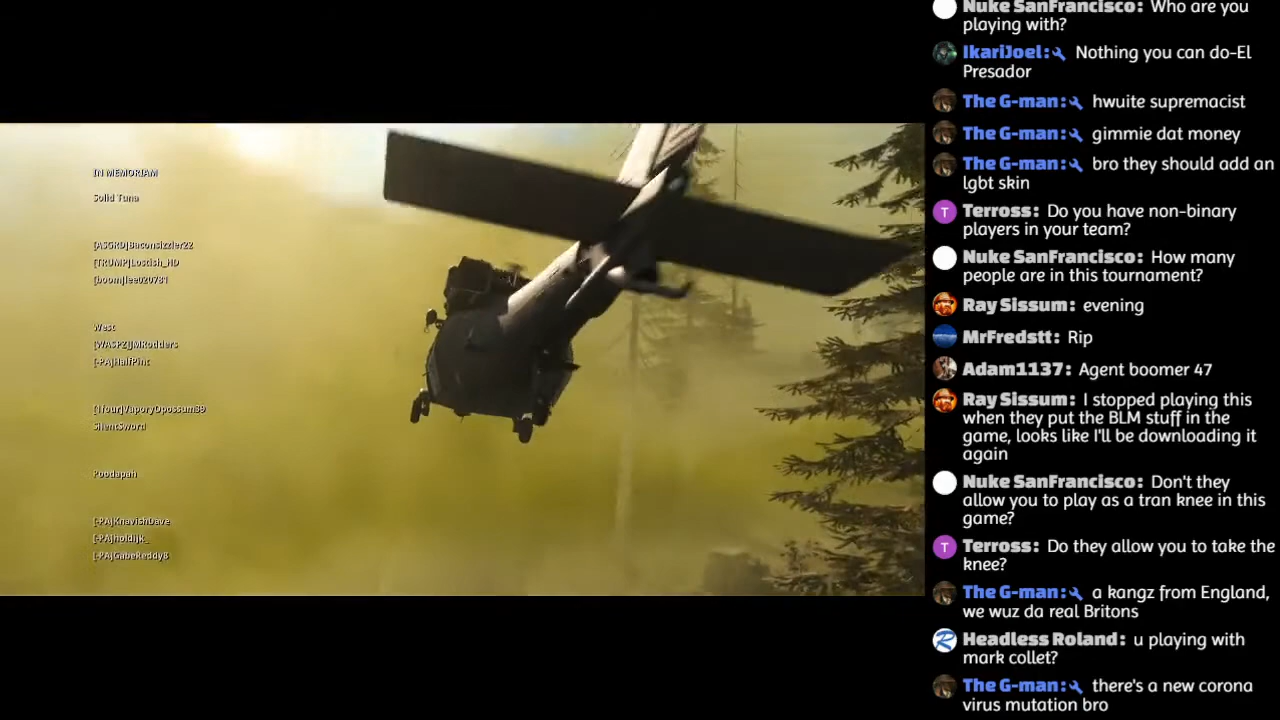 IN MEMORIAM
Solid Tuna
[ASGRD]Baconsizzler22
[TRUMP]Lostish_HD
[boom]leeo20781
West
[WASPZ]JMRodders
[-PA]HalfPint
[1four]VaporyOpossum39
SilentSword
Poodapah
[-PA]KnavishDave
[-PA]holdijk_
[-PA]GabeReddy8
Nuke SanFrancisco: Who are you
playing with?
IkariJoel: Nothing you can do-El
Presador
The G-man: hwuite supremacist
The G-man: gimmie dat money
The G-man: bro they should add an
lgbt skin
T
Terross: Do you have non-binary
players in your team?
Nuke SanFrancisco: How many
people are in this tournament?
Ray Sissum: evening
MrFredstt: Rip
Adam1137: Agent boomer 47
Ray Sissum: I stopped playing this
when they put the BLM stuff in the
game, looks like I'll be downloading it
again
Nuke SanFrancisco: Don't they
allow you to play as a tran knee in this
game?
T
Terross: Do they allow you to take the
knee?
The G-man: a kangz from England,
we wuz da real Britons
R
Headless Roland: u playing with
mark collet?
The G-man: there's a new corona
virus mutation bro